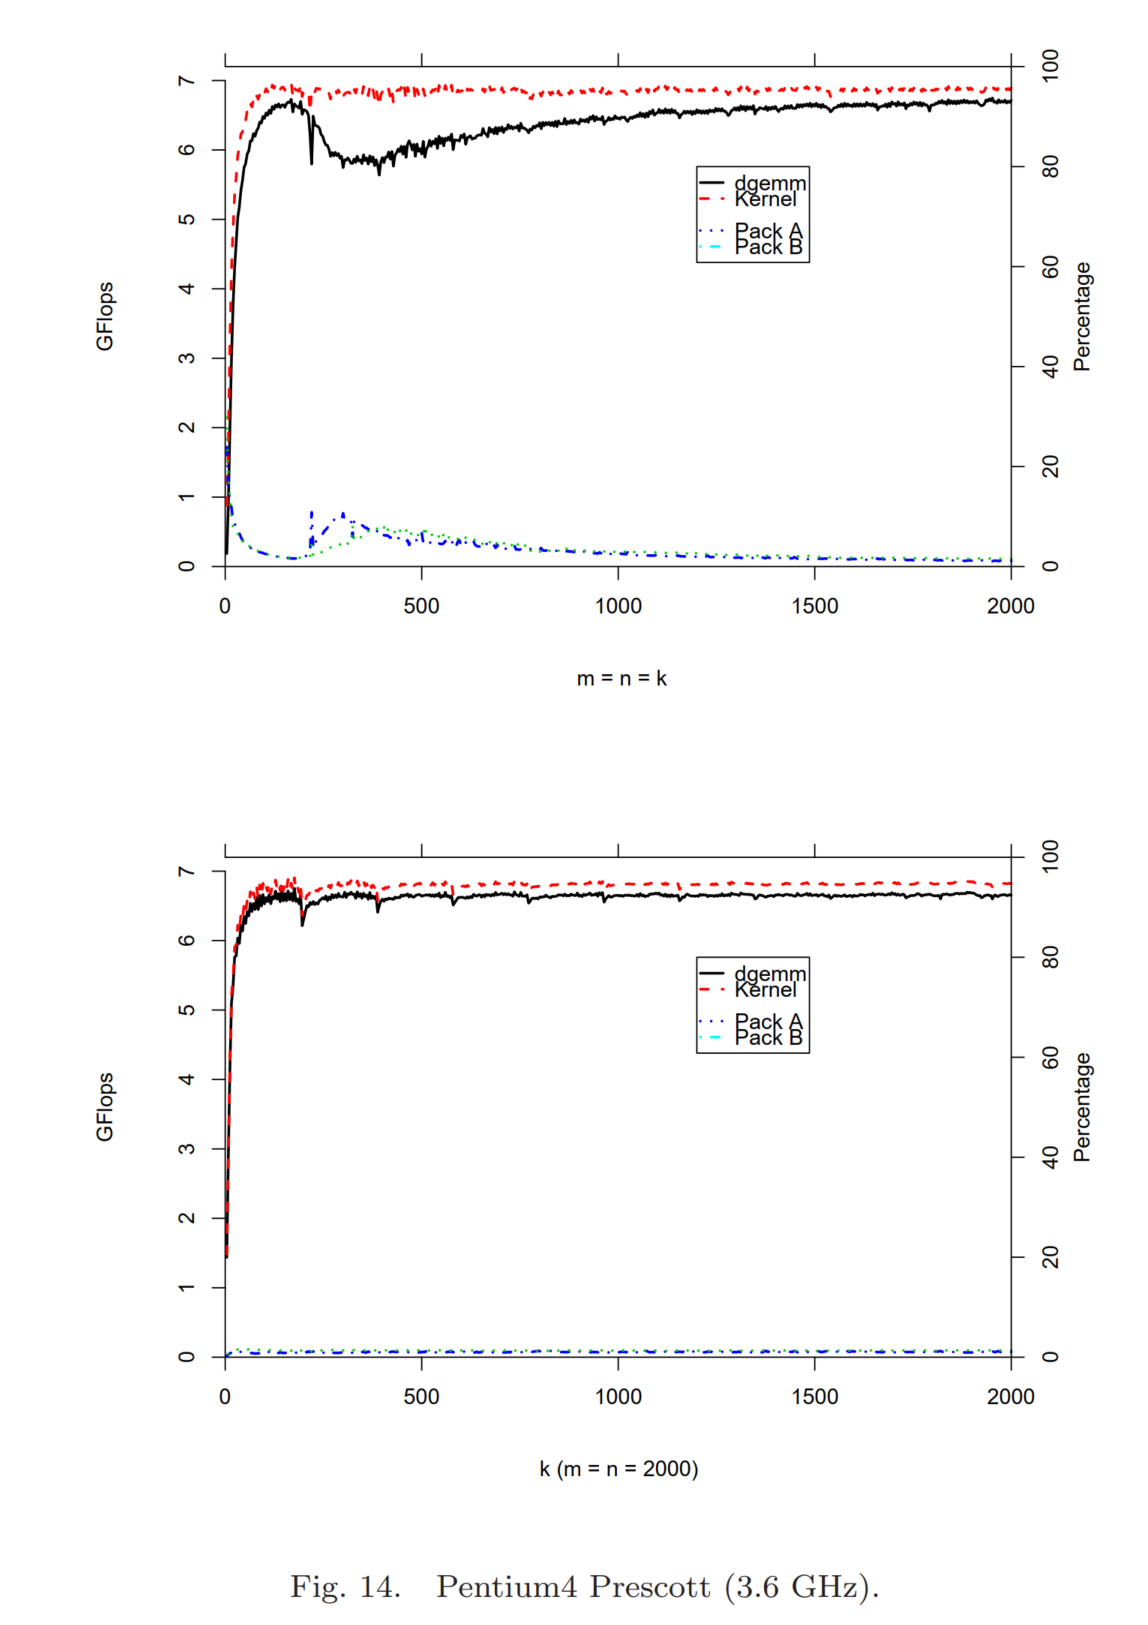 7
6
5
4
3
2
1
0
GFlops
100
80
60
40
20
0
Percentage
dgemm
Kernel
Pack A
Pack B
0 500 1000 1500 2000
m = n = k
7
6
5
4
3
2
1
0
GFlops
100
80
60
40
20
0
Percentage
dgemm
Kernel
Pack A
Pack B
0 500 1000 1500 2000
k (m = n = 2000)
Fig. 14. Pentium4 Prescott (3.6 GHz).